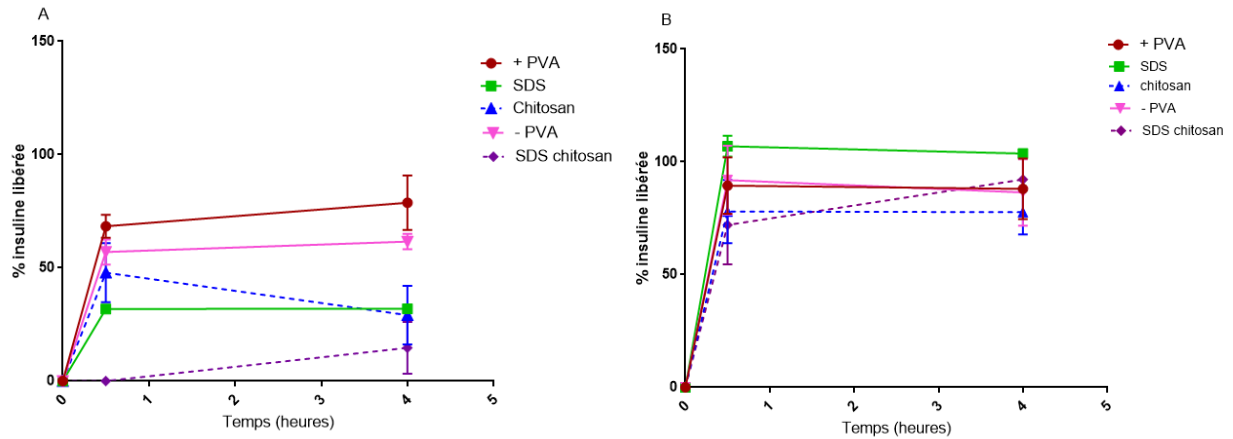 A
150
100
50
0
% insuline libérée
0 1 2 3 4 5
Temps (heures)
+ PVA
SDS
Chitosan
- PVA
SDS chitosan
B
150
100
50
0
% insuline libérée
0 1 2 3 4 5
Temps (heures)
+ PVA
SDS
chitosan
- PVA
SDS chitosan